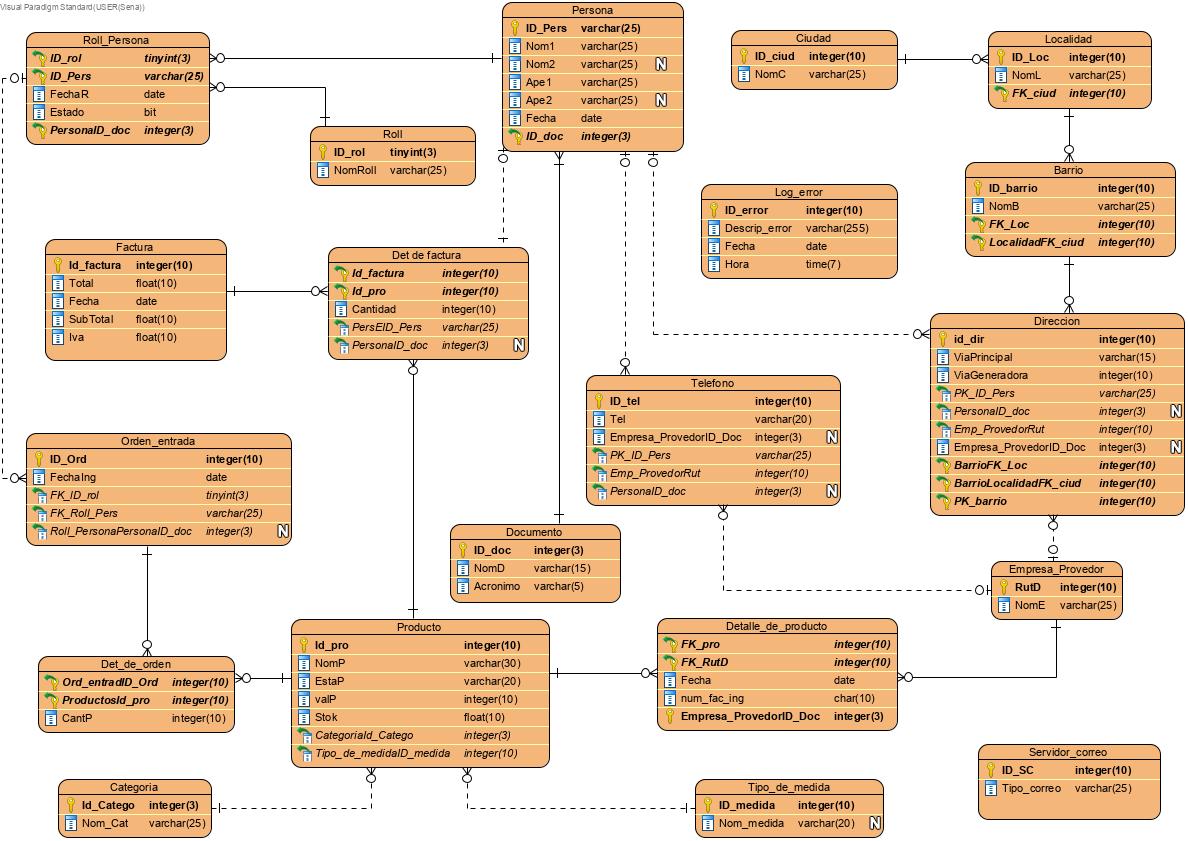 Visual Paradigm Standard(USER(Sena))
Persona
ID_Pers varchar(25)
Nom1 varchar(25)
Nom2 varchar(25) N
Ape1 varchar(25)
Ape2 varchar(25) N
Fecha date
ID_doc integer(3)
Roll_Persona
ID_rol tinyint(3)
ID_Pers varchar(25)
FechaR date
Estado bit
PersonaID_doc integer(3)
Ciudad
ID_ciud integer(10)
NomC varchar(25)
Localidad
ID_Loc integer(10)
NomL varchar(25)
FK_ciud integer(10)
Roll
ID_rol tinyint(3)
NomRoll varchar(25)
Barrio
ID_barrio integer(10)
NomB varchar(25)
FK_Loc integer(10)
LocalidadFK_ciud integer(10)
Log_error
ID_error integer(10)
Descrip_error varchar(255)
Fecha date
Hora time(7)
Factura
Id_factura integer(10)
Total float(10)
Fecha date
SubTotal float(10)
Iva float(10)
Det de factura
Id_factura integer(10)
Id_pro integer(10)
Cantidad integer(10)
PersEID_Pers varchar(25)
PersonaID_doc integer(3) N
Direccion
id_dir integer(10)
ViaPrincipal varchar(15)
ViaGeneradora integer(10)
PK_ID_Pers varchar(25)
PersonaID_doc integer(3) N
Emp_ProvedorRut integer(10)
Empresa_ProvedorID_Doc integer(3) N
BarrioFK_Loc integer(10)
BarrioLocalidadFK_ciud integer(10)
PK_barrio integer(10)
Telefono
ID_tel integer(10)
Tel varchar(20)
Empresa_ProvedorID_Doc integer(3) N
PK_ID_Pers varchar(25)
Emp_ProvedorRut integer(10)
PersonaID_doc integer(3) N
Orden_entrada
ID_Ord integer(10)
FechaIng date
FK_ID_rol tinyint(3)
FK_Roll_Pers varchar(25)
Roll_PersonaPersonaID_doc integer(3) N
Documento
ID_doc integer(3)
NomD varchar(15)
Acronimo varchar(5)
Empresa_Provedor
RutD integer(10)
NomE varchar(25)
Producto
Id_pro integer(10)
NomP varchar(30)
EstaP varchar(20)
valP integer(10)
Stok float(10)
CategoriaId_Catego integer(3)
Tipo_de_medidaID_medida integer(10)
Detalle_de_producto
FK_pro integer(10)
FK_RutD integer(10)
Fecha date
num_fac_ing char(10)
Empresa_ProvedorID_Doc integer(3)
Det_de_orden
Ord_entradID_Ord integer(10)
ProductosId_pro integer(10)
CantP integer(10)
Servidor_correo
ID_SC integer(10)
Tipo_correo varchar(25)
Categoria
Id_Catego integer(3)
Nom_Cat varchar(25)
Tipo_de_medida
ID_medida integer(10)
Nom_medida varchar(20) N